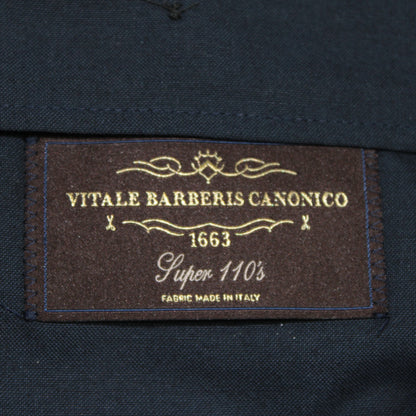 VITALE BARBERIS CANONICO
1663
Super 110's
FABRIC MADE IN ITALY